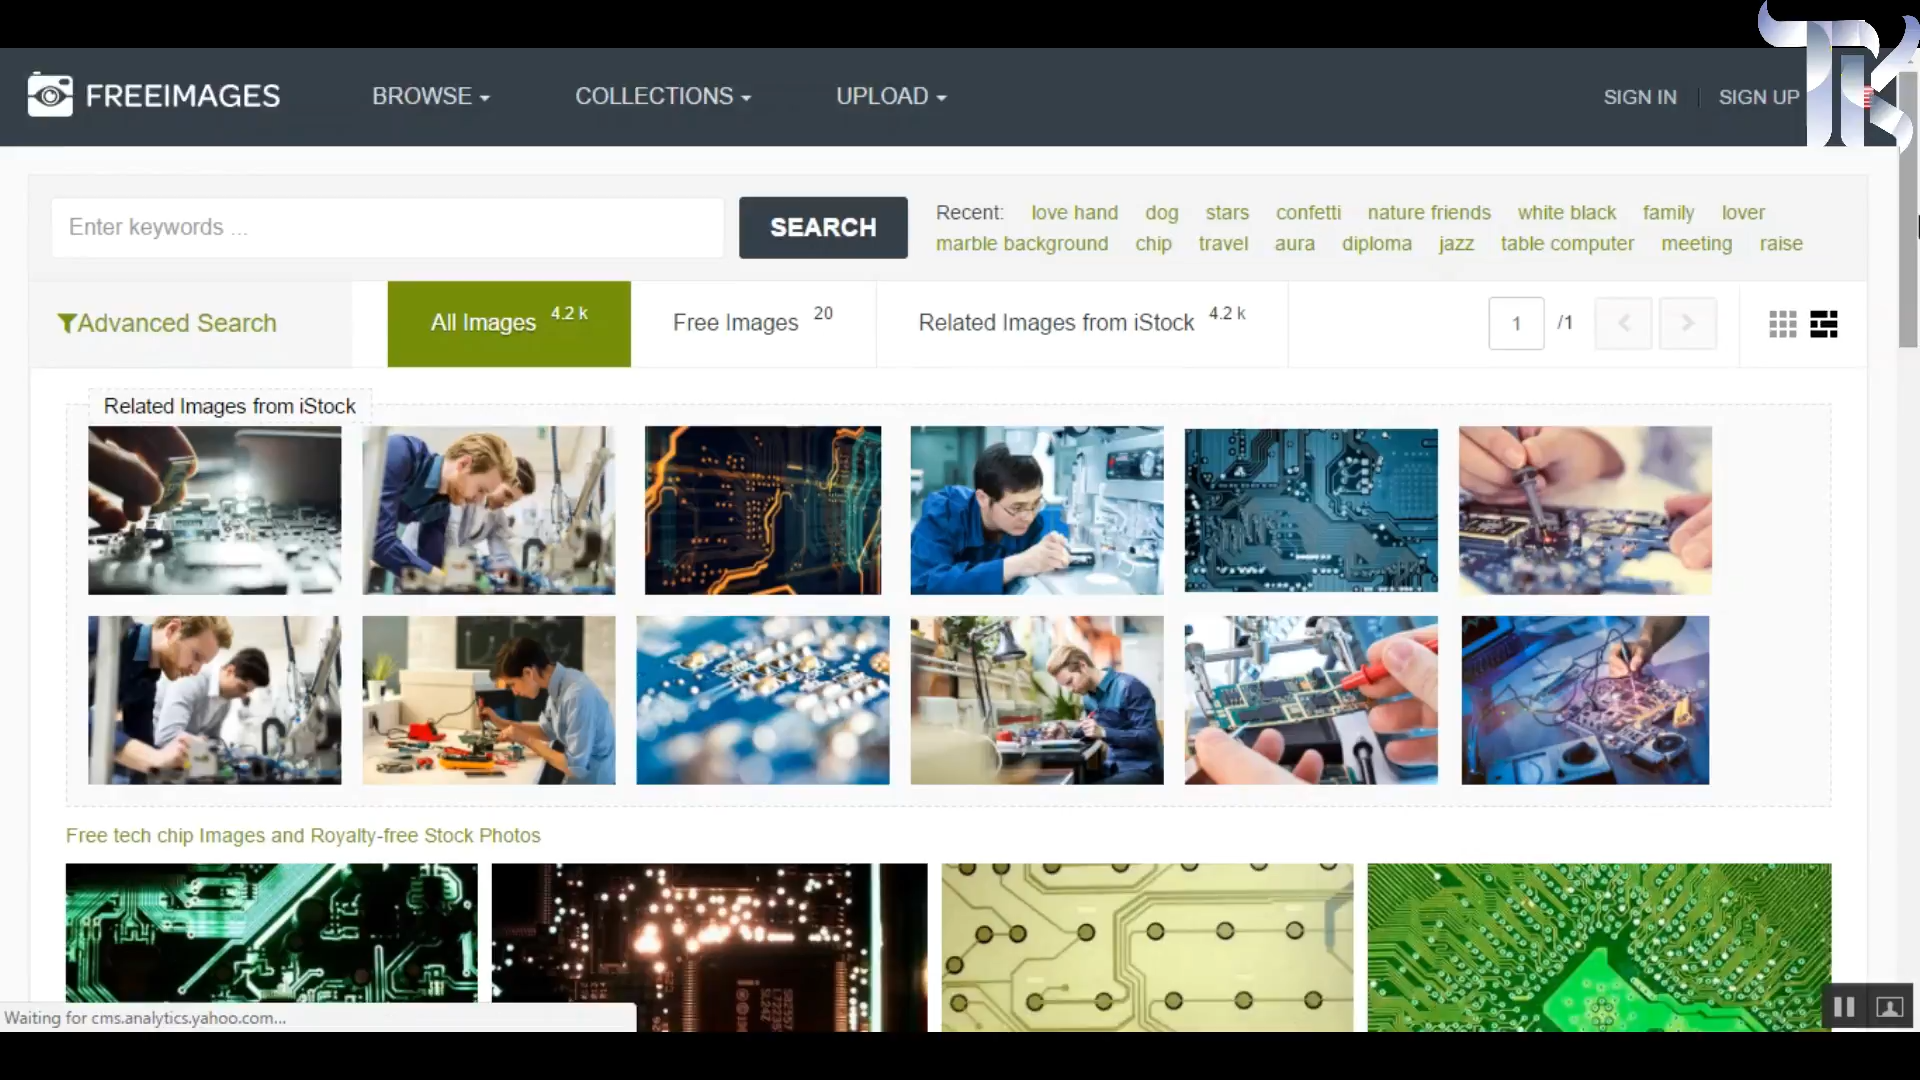 FREEIMAGES BROWSE COLLECTIONS UPLOAD SIGN IN SIGN UP
TK
Enter keywords ...
SEARCH
Recent: love hand dog stars confetti nature friends white black family lover
marble background chip travel aura diploma jazz table computer meeting raise
Advanced Search
All Images 4.2 k
Free Images 20
Related Images from iStock 4.2 k
1 /1
Related Images from iStock
Free tech chip Images and Royalty-free Stock Photos
Waiting for cms.analytics.yahoo.com...